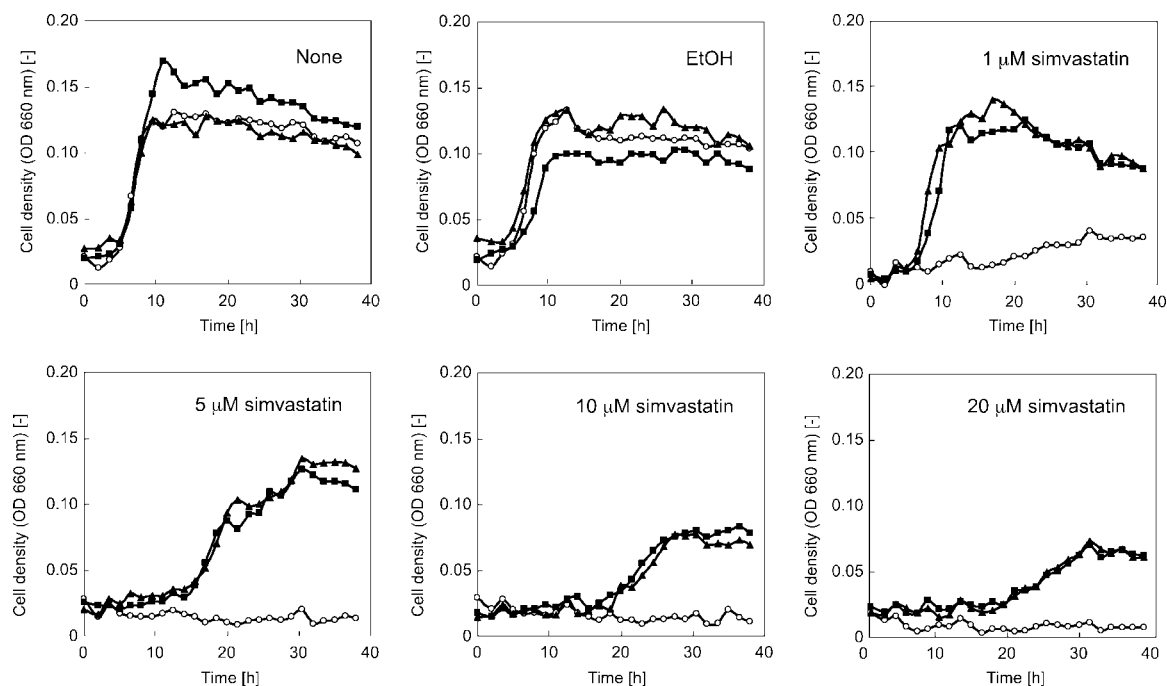 None
Cell density (OD 660 nm) [-]
0.20
0.15
0.10
0.05
0
0 10 20 30 40
Time [h]
EtOH
Cell density (OD 660 nm) [-]
0.20
0.15
0.10
0.05
0
0 10 20 30 40
Time [h]
1 μM simvastatin
Cell density (OD 660 nm) [-]
0.20
0.15
0.10
0.05
0
0 10 20 30 40
Time [h]
5 μM simvastatin
Cell density (OD 660 nm) [-]
0.20
0.15
0.10
0.05
0
0 10 20 30 40
Time [h]
10 μM simvastatin
Cell density (OD 660 nm) [-]
0.20
0.15
0.10
0.05
0
0 10 20 30 40
Time [h]
20 μM simvastatin
Cell density (OD 660 nm) [-]
0.20
0.15
0.10
0.05
0
0 10 20 30 40
Time [h]